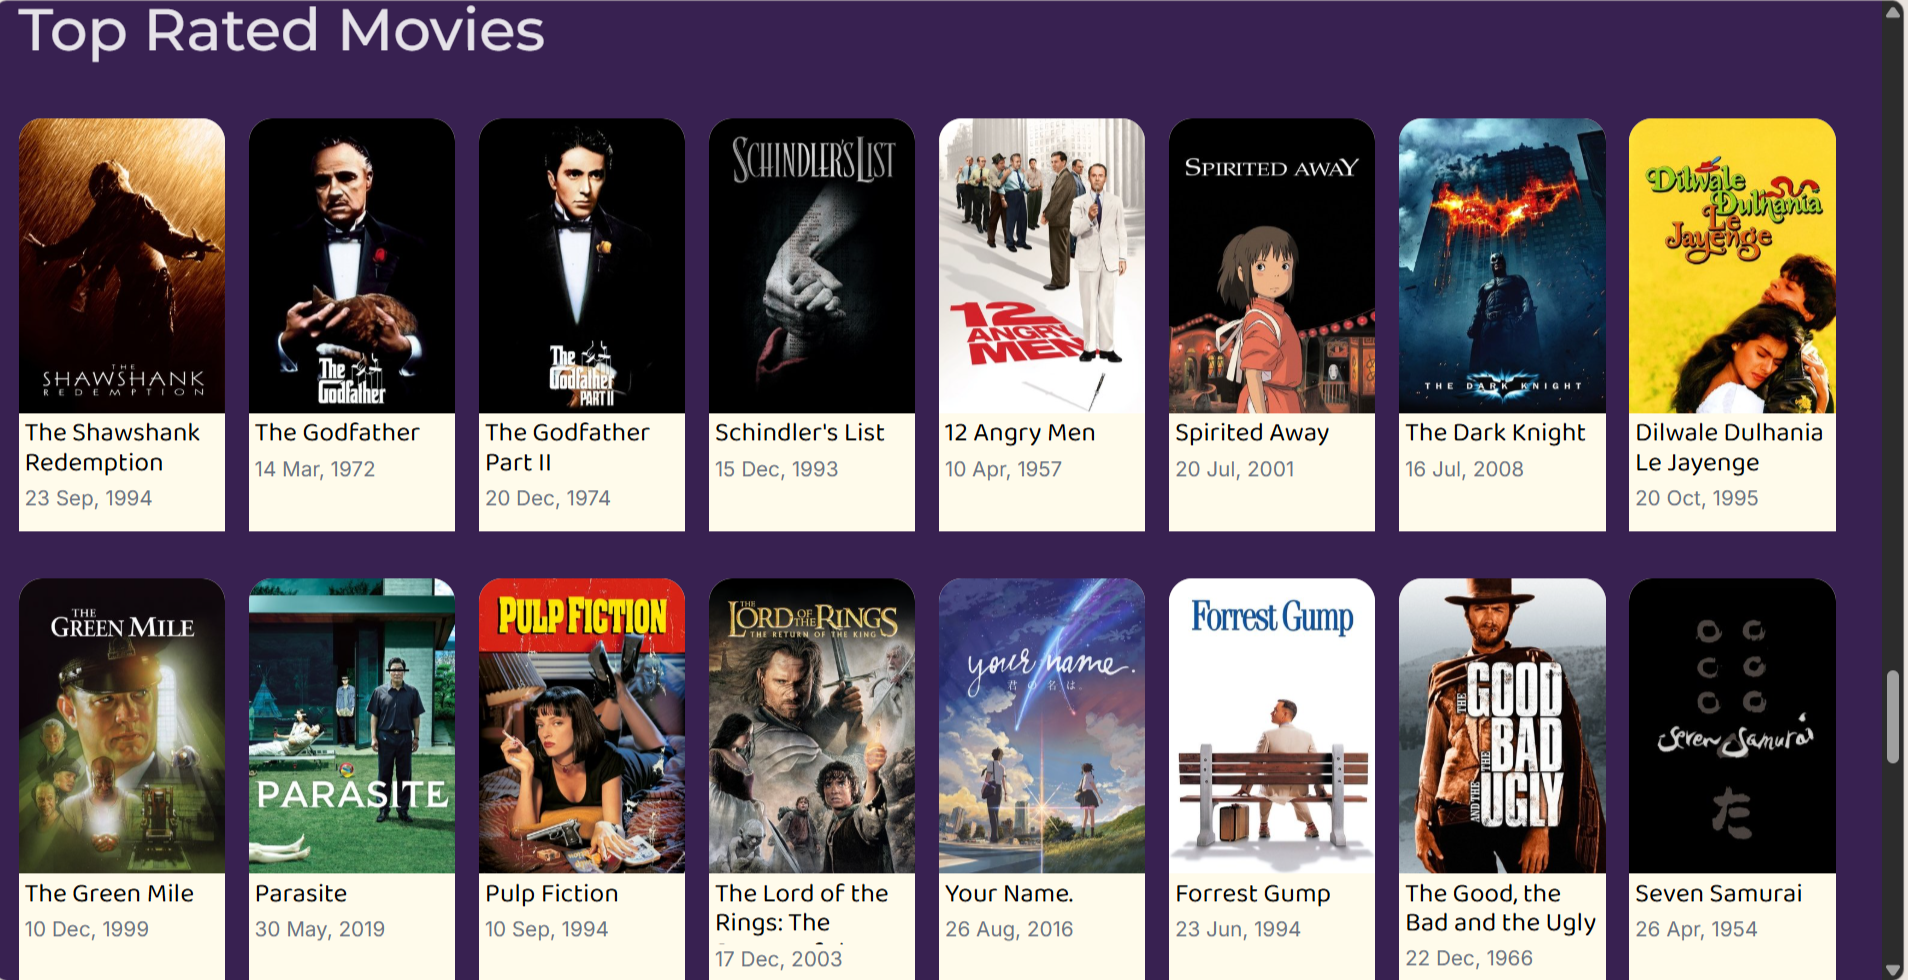 Top Rated Movies
THE
SHAWSHANK
REDEMPTION
The
Godfather
The
Godfather
PART II
SCHINDLER'S LIST
12
ANGRY
MEN
SPIRITED AWAY
THE DARK KNIGHT
Dilwale
Dulhania
Le
Jayenge
The Shawshank
Redemption
23 Sep, 1994
The Godfather
14 Mar, 1972
The Godfather
Part II
20 Dec, 1974
Schindler's List
15 Dec, 1993
12 Angry Men
10 Apr, 1957
Spirited Away
20 Jul, 2001
The Dark Knight
16 Jul, 2008
Dilwale Dulhania
Le Jayenge
20 Oct, 1995
THE
GREEN MILE
PARASITE
PULP FICTION
THE
LORD OF THE RINGS
THE RETURN OF THE KING
your name.
君の名は。
Forrest Gump
THE GOOD
THE BAD
AND THE UGLY
Seven Samurai
た
The Green Mile
10 Dec, 1999
Parasite
30 May, 2019
Pulp Fiction
10 Sep, 1994
The Lord of the
Rings: The
17 Dec, 2003
Your Name.
26 Aug, 2016
Forrest Gump
23 Jun, 1994
The Good, the
Bad and the Ugly
22 Dec, 1966
Seven Samurai
26 Apr, 1954